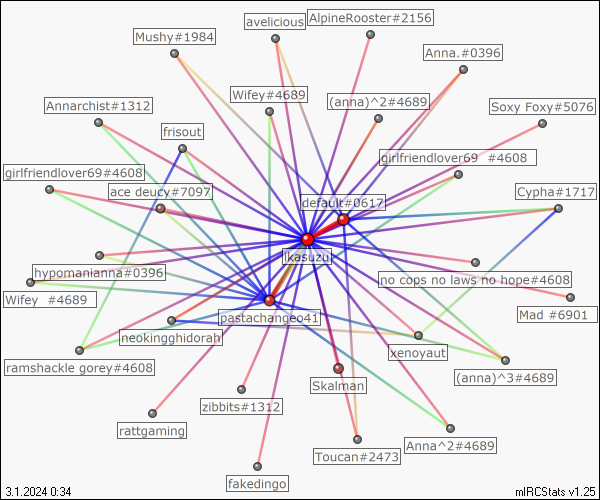 AlpineRooster#2156
avelicious
Mushy#1984
Anna.#0396
Wifey#4689
(anna)^2#4689
Annarchist#1312
Soxy Foxy#5076
frisout
girlfriendlover69 #4608
girlfriendlover69#4608
ace deucy#7097
Cypha#1717
default#0617
ikasuzu
hypomanianna#0396
no cops no laws no hope#4608
Wifey #4689
Mad #6901
pastachangeo41
neokingghidorah
xenoyaut
ramshackle gorey#4608
(anna)^3#4689
Skalman
zibbits#1312
rattgaming
Anna^2#4689
Toucan#2473
fakedingo
3.1.2024 0:34
mIRCStats v1.25